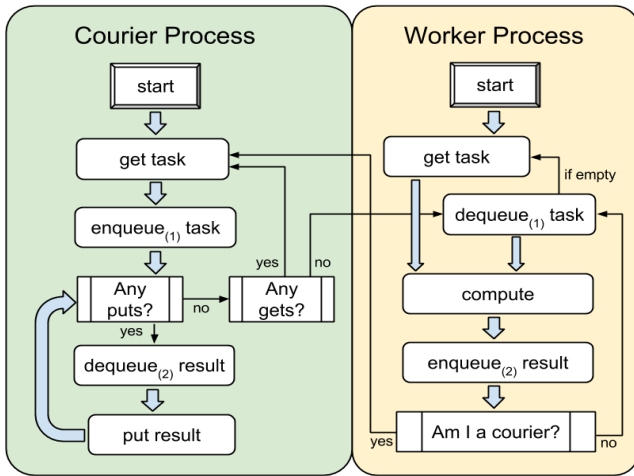 Courier Process
start
get task
enqueue(1) task
Any
puts?
no
Any
gets?
yes
no
yes
dequeue(2) result
put result
Worker Process
start
get task
if empty
dequeue(1) task
compute
enqueue(2) result
Am I a courier?
yes
no